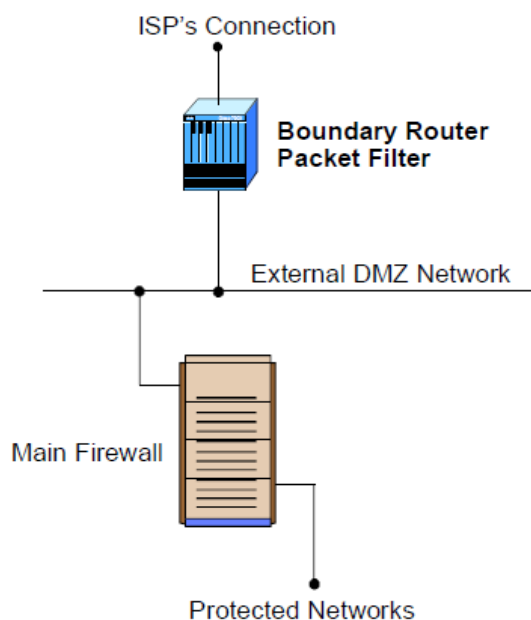 ISP's Connection
Boundary Router
Packet Filter
External DMZ Network
Main Firewall
Protected Networks